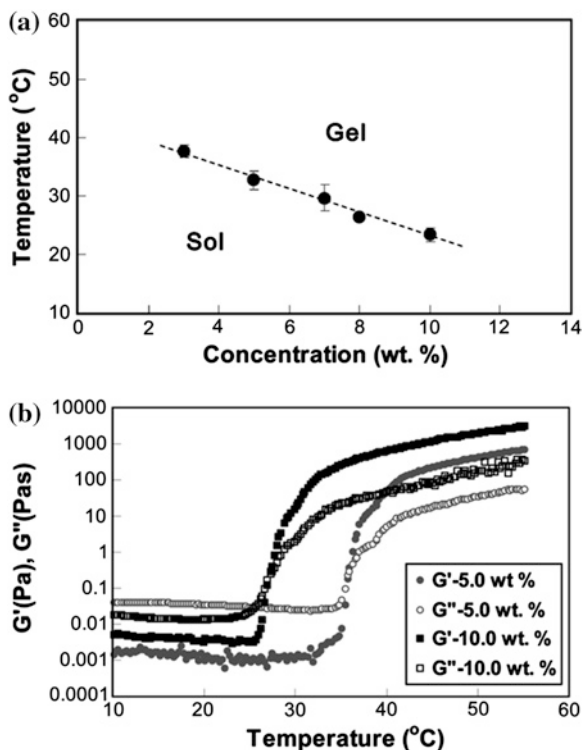 (a)
60
50
40
30
20
10
Temperature (°C)
Gel
Sol
0 2 4 6 8 10 12 14
Concentration (wt. %)
(b)
10000
1000
100
10
1
0.1
0.01
0.001
0.0001
G'(Pa), G"(Pas)
G'-5.0 wt %
G"-5.0 wt %
G'-10.0 wt. %
G"-10.0 wt. %
10 20 30 40 50 60
Temperature (°C)